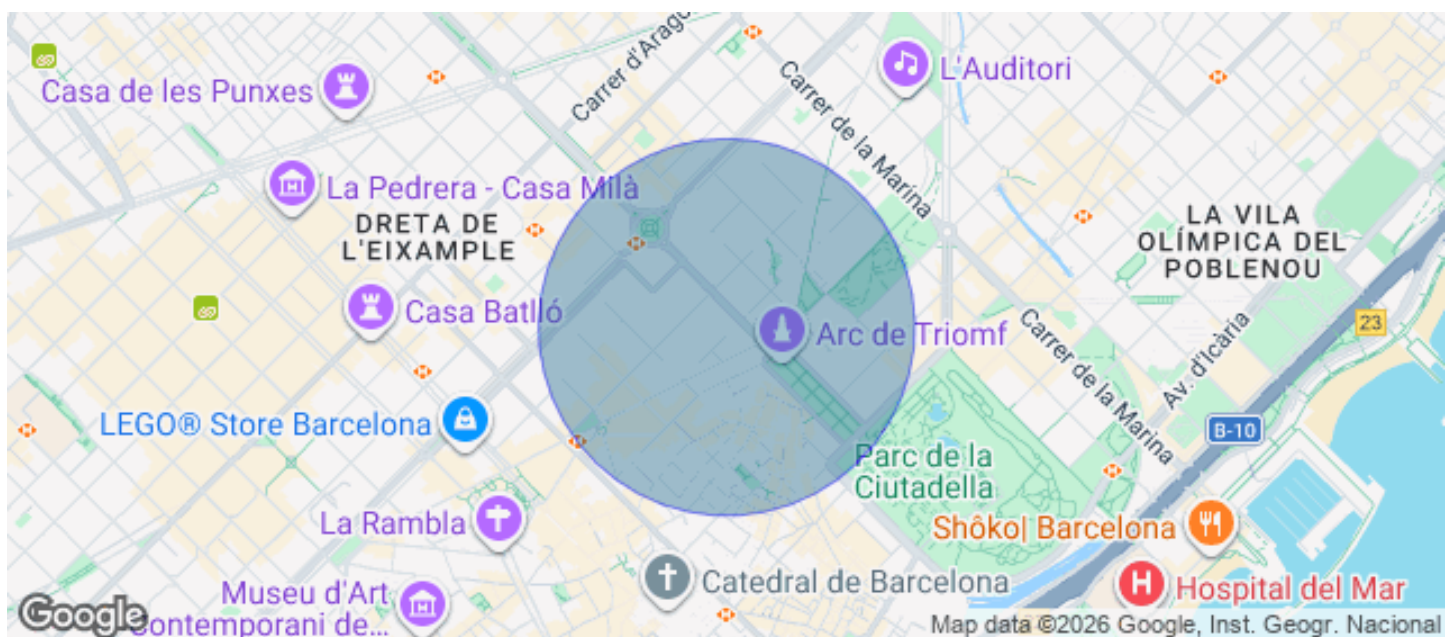 Casa de les Punxes
Carrer d'Arago
L'Auditori
Carrer de la Marina
La Pedrera - Casa Milà
DRETA DE
L'EIXAMPLE
LA VILA
OLÍMPICA DEL
POBLENOU
Casa Batlló
Arc de Triomf
23
Carrer de la Marina
Av. d'Icària
LEGO® Store Barcelona
B-10
Parc de la
Ciutadella
La Rambla
Shôko| Barcelona
Catedral de Barcelona
H
Hospital del Mar
Museu d'Art
Contemporani de...
Google
Map data ©2026 Google, Inst. Geogr. Nacional